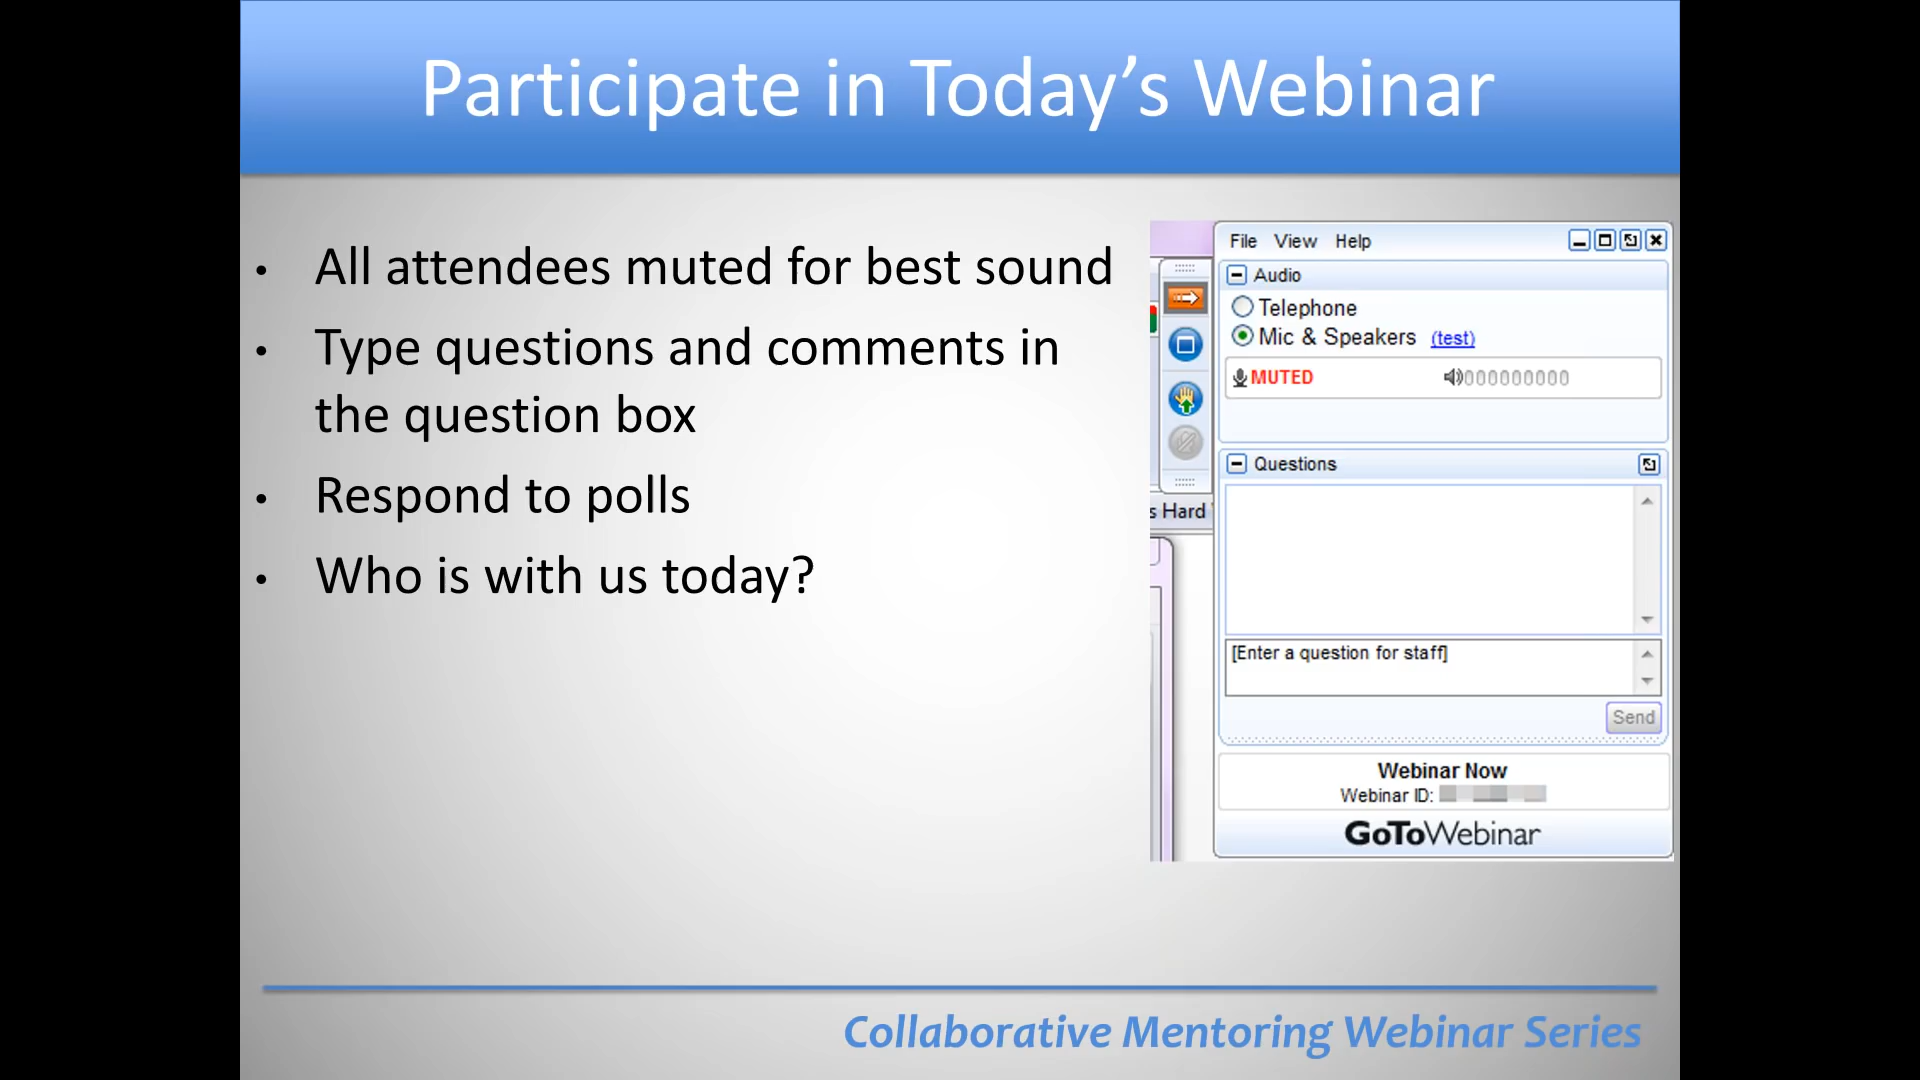 Participate in Today’s Webinar
• All attendees muted for best sound
• Type questions and comments in
the question box
• Respond to polls
• Who is with us today?
File View Help
Audio
Telephone
Mic & Speakers (test)
MUTED
Questions
s Hard
[Enter a question for staff]
Send
Webinar Now
Webinar ID:
GoToWebinar
Collaborative Mentoring Webinar Series